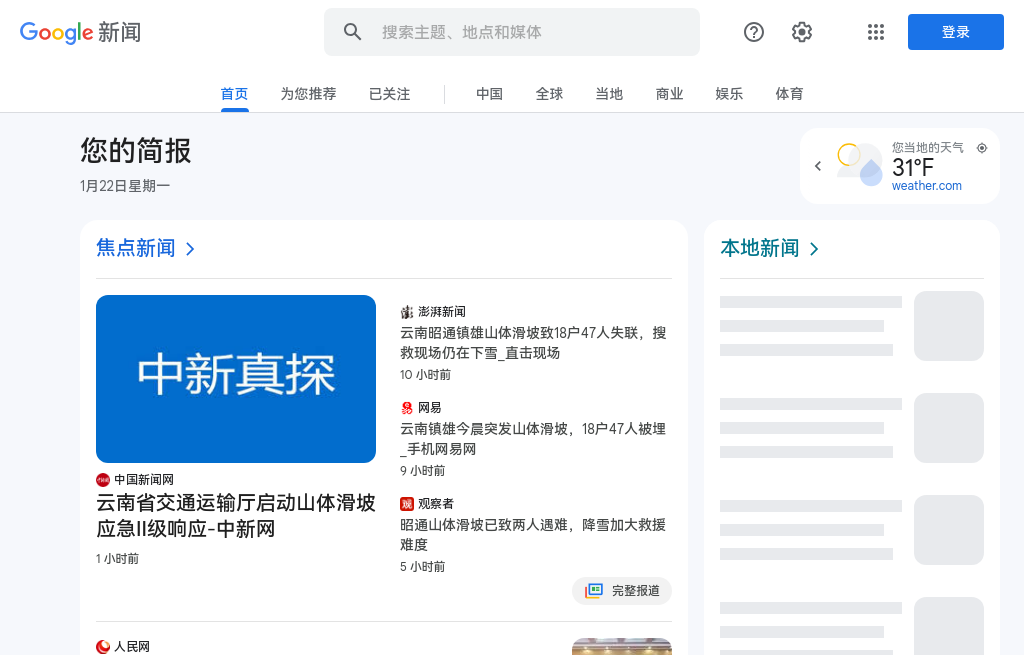 Google 新闻
搜索主题、地点和媒体
登录
首页
为您推荐
已关注
中国
全球
当地
商业
娱乐
体育
您的简报
1月22日星期一
您当地的天气
31°F
weather.com
焦点新闻
中新真探
中国新闻网
云南省交通运输厅启动山体滑坡
应急II级响应-中新网
1 小时前
澎湃新闻
云南昭通镇雄山体滑坡致18户47人失联，搜
救现场仍在下雪_直击现场
10 小时前
网易
云南镇雄今晨突发山体滑坡，18户47人被埋
_手机网易网
9 小时前
观察者
昭通山体滑坡已致两人遇难，降雪加大救援
难度
5 小时前
完整报道
人民网
本地新闻